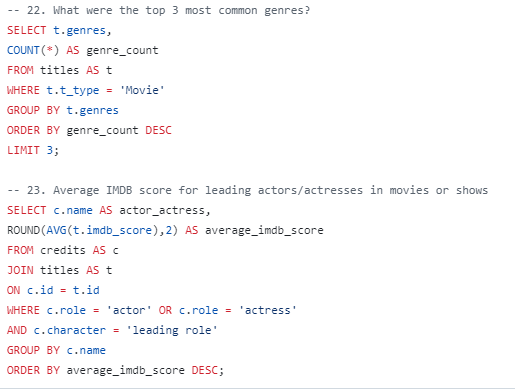 -- 22. What were the top 3 most common genres?
SELECT t.genres,
COUNT(*) AS genre_count
FROM titles AS t
WHERE t.t_type = 'Movie'
GROUP BY t.genres
ORDER BY genre_count DESC
LIMIT 3;
-- 23. Average IMDB score for leading actors/actresses in movies or shows
SELECT c.name AS actor_actress,
ROUND(AVG(t.imdb_score),2) AS average_imdb_score
FROM credits AS c
JOIN titles AS t
ON c.id = t.id
WHERE c.role = 'actor' OR c.role = 'actress'
AND c.character = 'leading role'
GROUP BY c.name
ORDER BY average_imdb_score DESC;